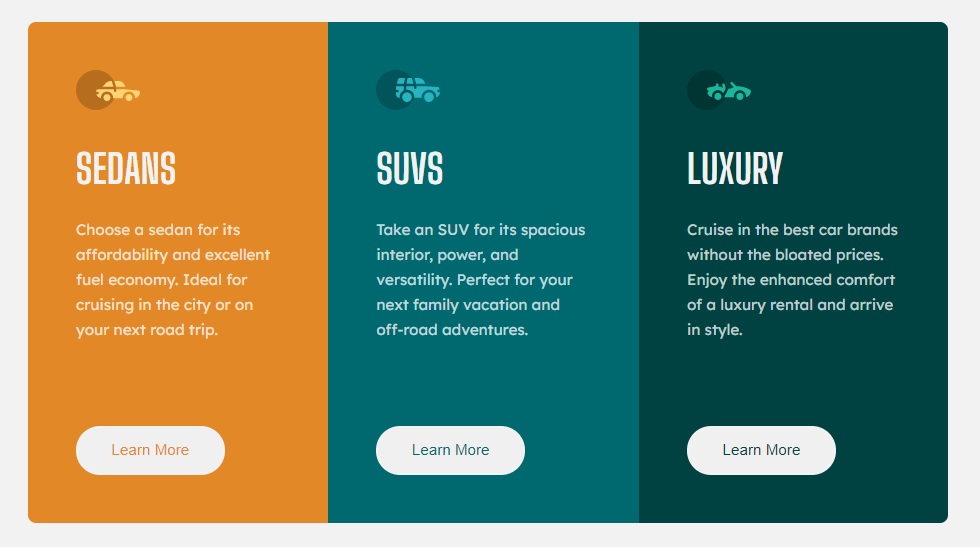 SEDANS
Choose a sedan for its
affordability and excellent
fuel economy. Ideal for
cruising in the city or on
your next road trip.
Learn More
SUVS
Take an SUV for its spacious
interior, power, and
versatility. Perfect for your
next family vacation and
off-road adventures.
Learn More
LUXURY
Cruise in the best car brands
without the bloated prices.
Enjoy the enhanced comfort
of a luxury rental and arrive
in style.
Learn More